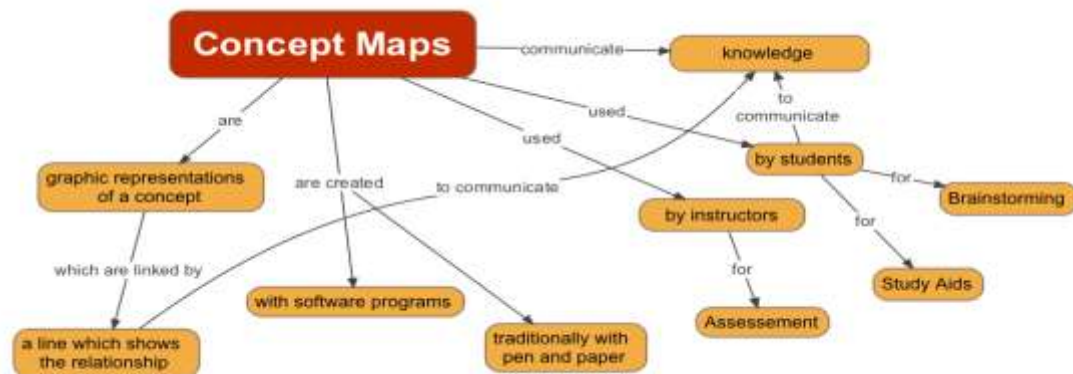 Concept Maps
communicate
knowledge
are
used
used
to
communicate
graphic representations
of a concept
are created
to communicate
by instructors
by students
for
Brainstorming
for
which are linked by
for
Study Aids
with software programs
Assessement
a line which shows
the relationship
traditionally with
pen and paper